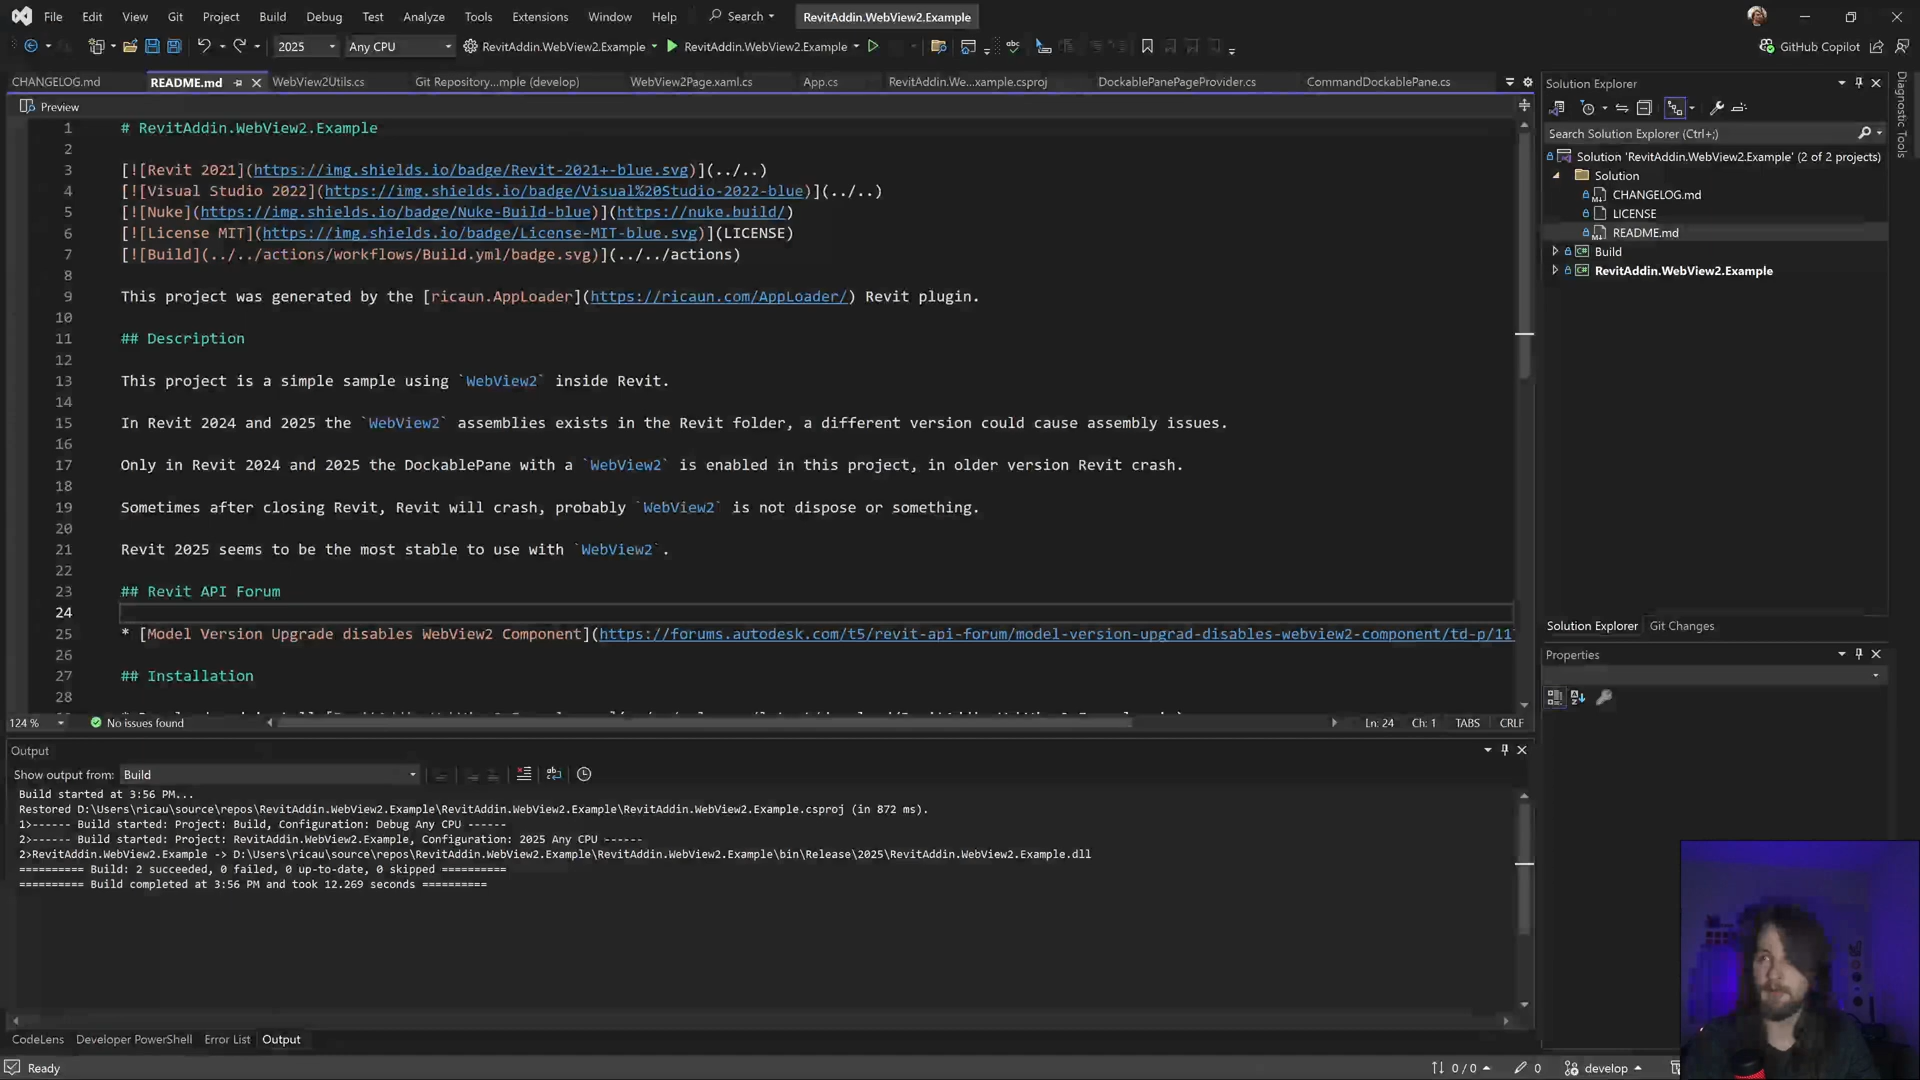 File Edit View Git Project Build Debug Test Analyze Tools Extensions Window Help Search RevitAddin.WebView2.Example
2025 Any CPU RevitAddin.WebView2.Example RevitAddin.WebView2.Example GitHub Copilot
CHANGELOG.md README.md WebView2Utils.cs Git Repository...mple (develop) WebView2Page.xaml.cs App.cs RevitAddin.We...xample.csproj DockablePanePageProvider.cs CommandDockablePane.cs
Preview
1 # RevitAddin.WebView2.Example
2
3 [![Revit 2021](https://img.shields.io/badge/Revit-2021+-blue.svg)](../..)
4 [![Visual Studio 2022](https://img.shields.io/badge/Visual%20Studio-2022-blue)](../..)
5 [![Nuke](https://img.shields.io/badge/Nuke-Build-blue)](https://nuke.build/)
6 [![License MIT](https://img.shields.io/badge/License-MIT-blue.svg)](LICENSE)
7 [![Build](../../actions/workflows/Build.yml/badge.svg)](../../actions)
8
9 This project was generated by the [ricaun.AppLoader](https://ricaun.com/AppLoader/) Revit plugin.
10
11 ## Description
12
13 This project is a simple sample using `WebView2` inside Revit.
14
15 In Revit 2024 and 2025 the `WebView2` assemblies exists in the Revit folder, a different version could cause assembly issues.
16
17 Only in Revit 2024 and 2025 the DockablePane with a `WebView2` is enabled in this project, in older version Revit crash.
18
19 Sometimes after closing Revit, Revit will crash, probably `WebView2` is not dispose or something.
20
21 Revit 2025 seems to be the most stable to use with `WebView2`.
22
23 ## Revit API Forum
24
25 * [Model Version Upgrade disables WebView2 Component](https://forums.autodesk.com/t5/revit-api-forum/model-version-upgrad-disables-webview2-component/td-p/11
26
27 ## Installation
28
124 % No issues found Ln: 24 Ch: 1 TABS CRLF
Output
Show output from: Build
Build started at 3:56 PM...
Restored D:\Users\ricau\source\repos\RevitAddin.WebView2.Example\RevitAddin.WebView2.Example\RevitAddin.WebView2.Example.csproj (in 872 ms).
1>------ Build started: Project: Build, Configuration: Debug Any CPU ------
2>------ Build started: Project: RevitAddin.WebView2.Example, Configuration: 2025 Any CPU ------
2>RevitAddin.WebView2.Example -> D:\Users\ricau\source\repos\RevitAddin.WebView2.Example\RevitAddin.WebView2.Example\bin\Release\2025\RevitAddin.WebView2.Example.dll
========== Build: 2 succeeded, 0 failed, 0 up-to-date, 0 skipped ==========
========== Build completed at 3:56 PM and took 12.269 seconds ==========
CodeLens Developer PowerShell Error List Output
Solution Explorer
Search Solution Explorer (Ctrl+;)
Solution 'RevitAddin.WebView2.Example' (2 of 2 projects)
Solution
CHANGELOG.md
LICENSE
README.md
Build
RevitAddin.WebView2.Example
Solution Explorer Git Changes
Properties
Diagnostic Tools
Ready 0 / 0 0 develop